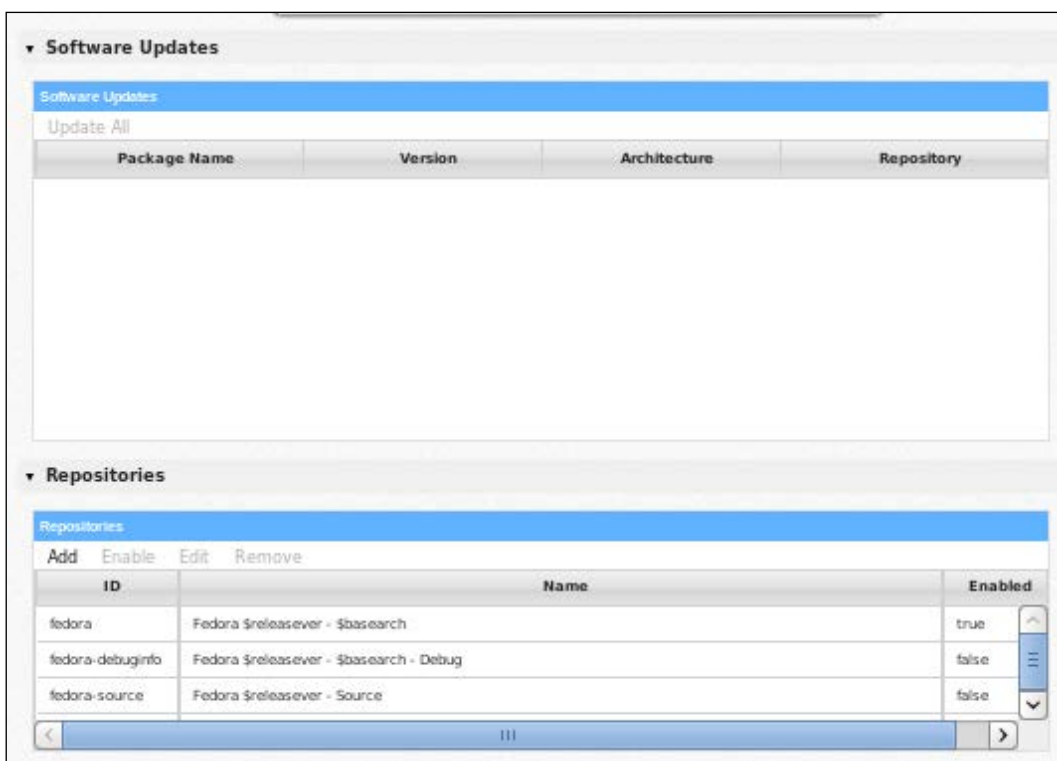 Software Updates
Software Updates
Update All
Package Name Version Architecture Repository
Repositories
Repositories
Add Enable Edit Remove
ID Name Enabled
fedora Fedora $releasever - $basearch true
fedora-debuginfo Fedora $releasever - $basearch - Debug false
fedora-source Fedora $releasever - Source false